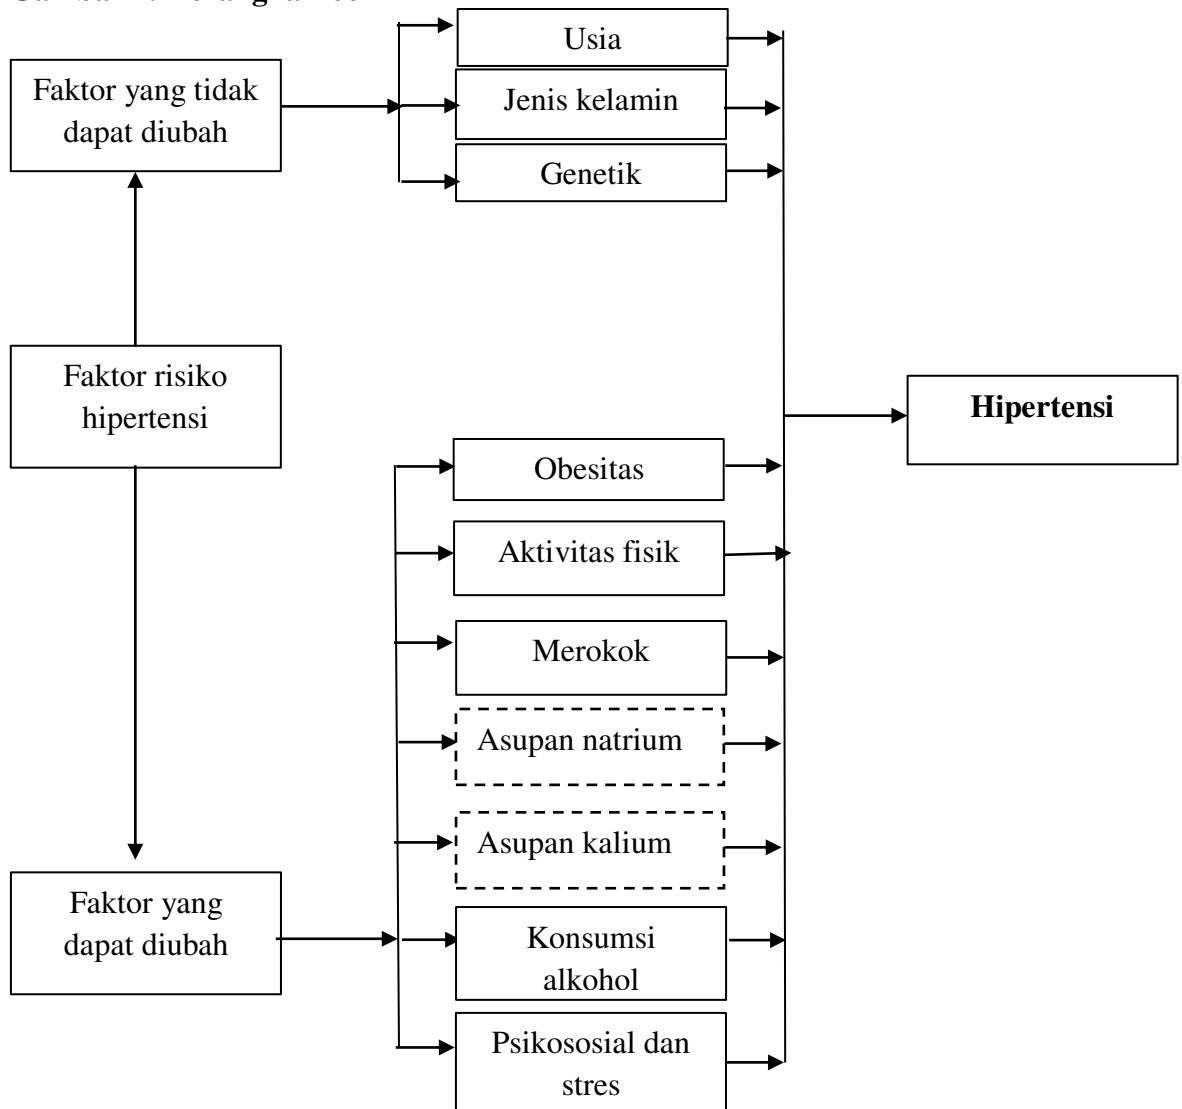 Usia
Faktor yang tidak
dapat diubah
Jenis kelamin
Genetik
Faktor risiko
hipertensi
Hipertensi
Obesitas
Aktivitas fisik
Merokok
Asupan natrium
Asupan kalium
Faktor yang
dapat diubah
Konsumsi
alkohol
Psikososial dan
stres